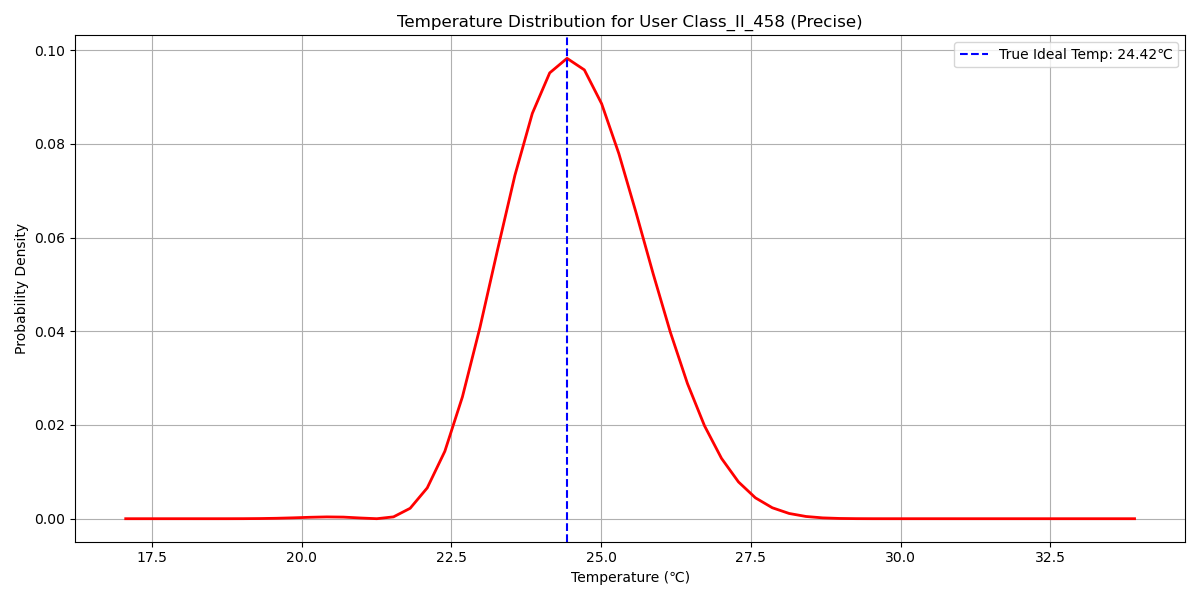 Temperature Distribution for User Class_II_458 (Precise)
True Ideal Temp: 24.42℃
Probability Density
0.10
0.08
0.06
0.04
0.02
0.00
17.5 20.0 22.5 25.0 27.5 30.0 32.5
Temperature (℃)